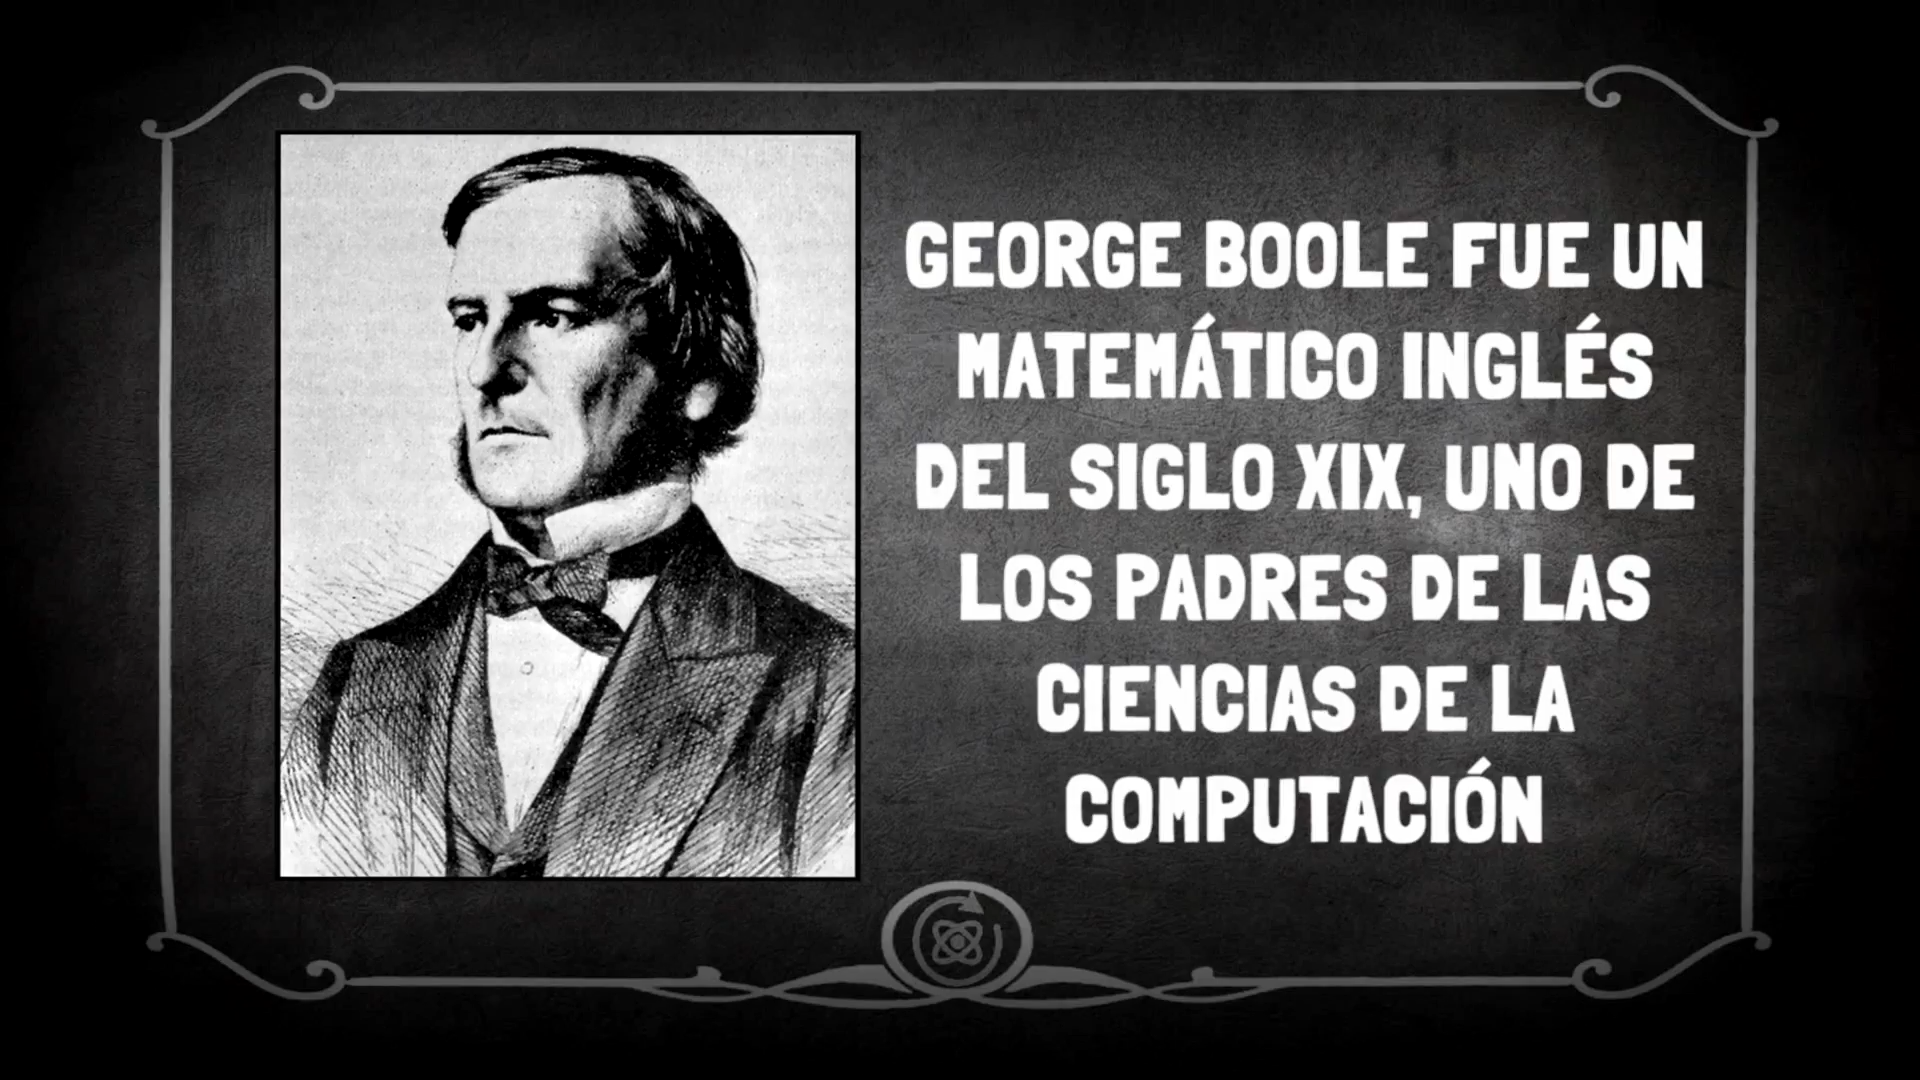 GEORGE BOOLE FUE UN
MATEMÁTICO INGLÉS
DEL SIGLO XIX, UNO DE
LOS PADRES DE LAS
CIENCIAS DE LA
COMPUTACIÓN